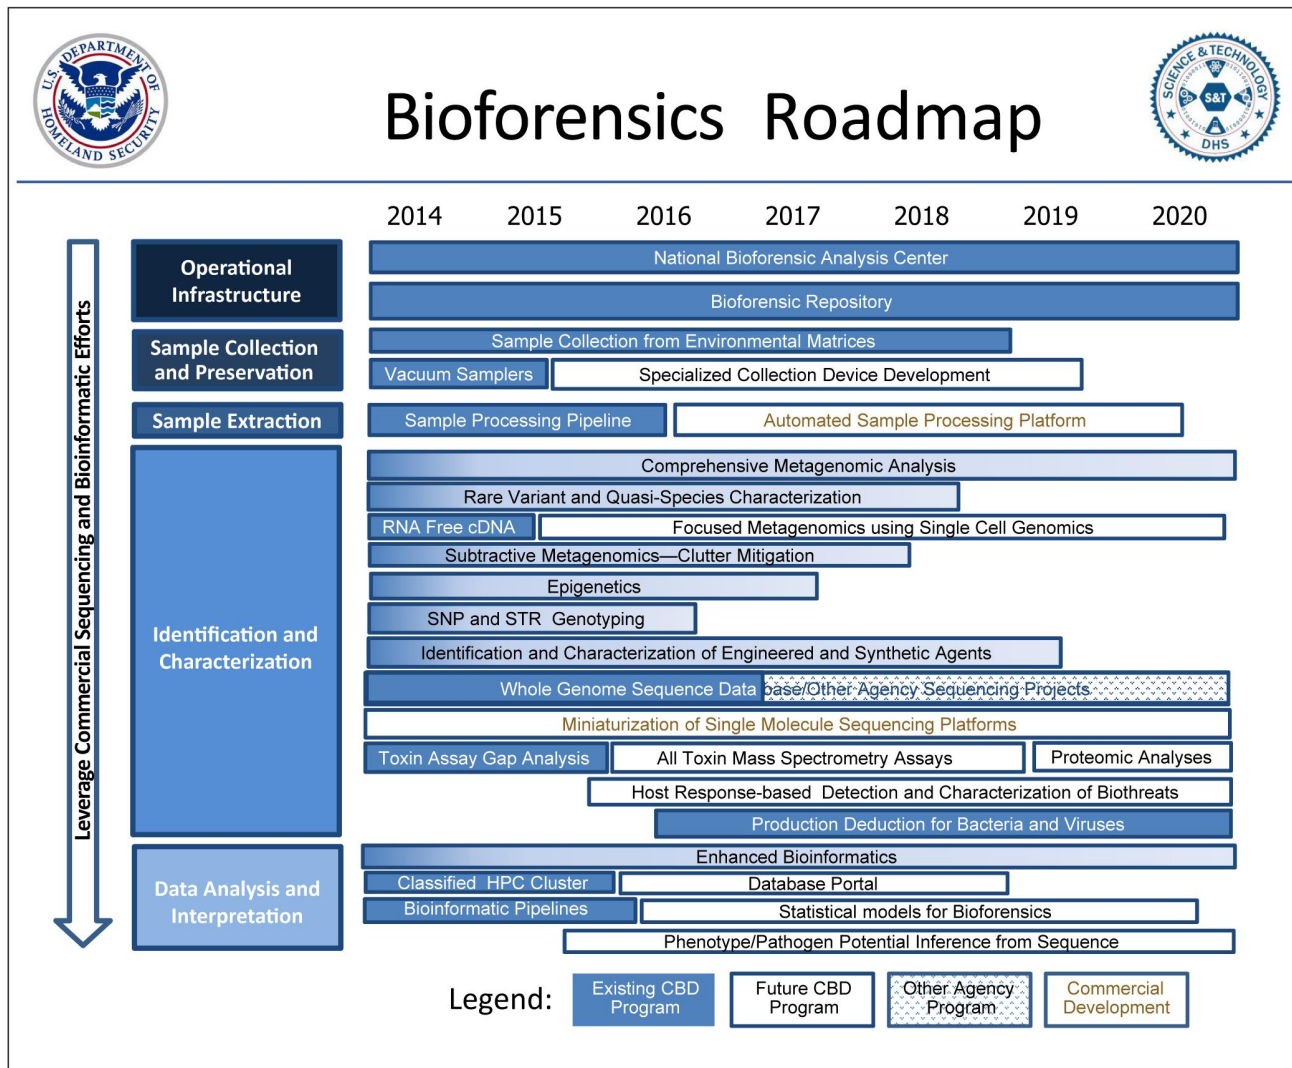 U.S. DEPARTMENT OF
HOMELAND SECURITY
Bioforensics Roadmap
SCIENCE & TECHNOLOGY
S&T
DHS
2014 2015 2016 2017 2018 2019 2020
Leverage Commercial Sequencing and Bioinformatic Efforts
Operational
Infrastructure
National Bioforensic Analysis Center
Bioforensic Repository
Sample Collection
and Preservation
Sample Collection from Environmental Matrices
Vacuum Samplers Specialized Collection Device Development
Sample Extraction
Sample Processing Pipeline Automated Sample Processing Platform
Identification and
Characterization
Comprehensive Metagenomic Analysis
Rare Variant and Quasi-Species Characterization
RNA Free cDNA Focused Metagenomics using Single Cell Genomics
Subtractive Metagenomics—Clutter Mitigation
Epigenetics
SNP and STR Genotyping
Identification and Characterization of Engineered and Synthetic Agents
Whole Genome Sequence Database/Other Agency Sequencing Projects
Miniaturization of Single Molecule Sequencing Platforms
Toxin Assay Gap Analysis All Toxin Mass Spectrometry Assays Proteomic Analyses
Host Response-based Detection and Characterization of Biothreats
Production Deduction for Bacteria and Viruses
Data Analysis and
Interpretation
Enhanced Bioinformatics
Classified HPC Cluster Database Portal
Bioinformatic Pipelines Statistical models for Bioforensics
Phenotype/Pathogen Potential Inference from Sequence
Legend:
Existing CBD
Program
Future CBD
Program
Other Agency
Program
Commercial
Development